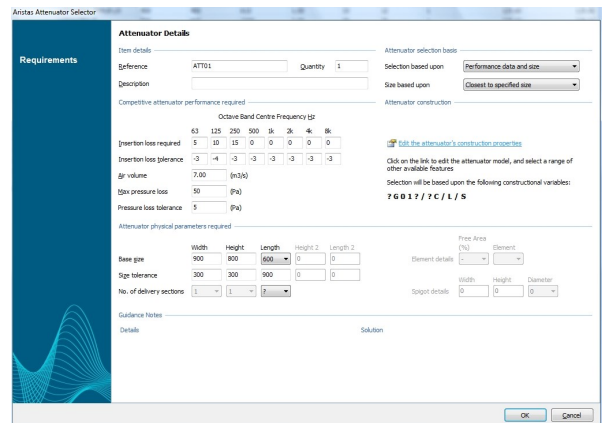 Aristas Attenuator Selector
Requirements
Attenuator Details
Item details
Reference ATT01 Quantity 1
Description
Attenuator selection basis
Selection based upon Performance data and size
Size based upon Closest to specified size
Competitive attenuator performance required
Octave Band Centre Frequency Hz
63 125 250 500 1k 2k 4k 8k
Insertion loss required 5 10 15 0 0 0 0 0
Insertion loss tolerance -3 -4 -3 -3 -3 -3 -3 -3
Air volume 7.00 (m3/s)
Max pressure loss 50 (Pa)
Pressure loss tolerance 5 (Pa)
Attenuator construction
Edit the attenuator's construction properties
Click on the link to edit the attenuator model, and select a range of
other available features
Selection will be based upon the following constructional variables:
? G 0 1 ? / ? C / L / S
Attenuator physical parameters required
Width Height Length Height 2 Length 2
Base size 900 800 600 0 0
Size tolerance 300 300 900 0 0
No. of delivery sections 1 1 ?
Free Area
(%) Element
Element details -
Width Height Diameter
Spigot details 0 0 0
Guidance Notes
Details Solution
OK Cancel